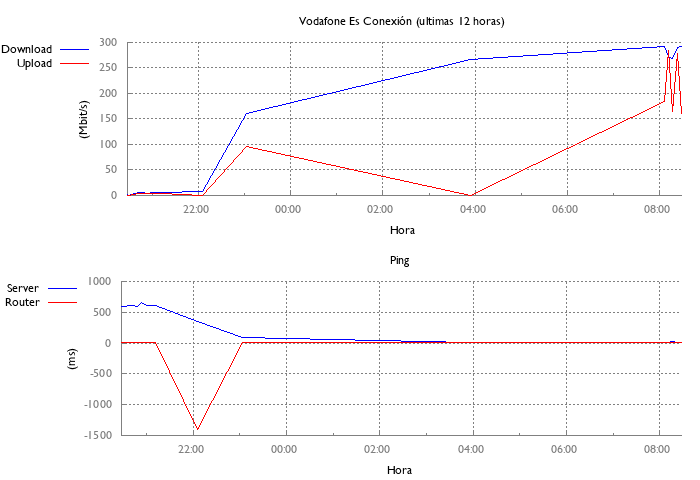 Vodafone Es Conexión (ultimas 12 horas)
Download
Upload
300
250
200
150
100
50
0
(Mbit/s)
22:00 00:00 02:00 04:00 06:00 08:00
Hora
Ping
Server
Router
1000
500
0
-500
-1000
-1500
(ms)
22:00 00:00 02:00 04:00 06:00 08:00
Hora